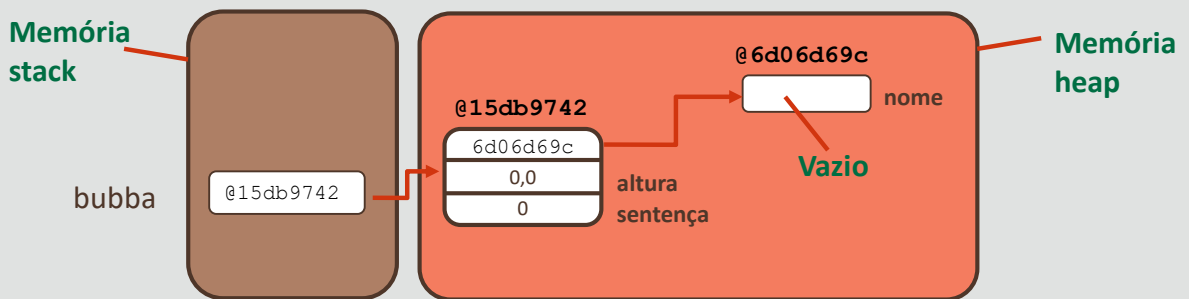 Memória
stack
bubba
@15db9742
@15db9742
6d06d69c
0,0
0
altura
sentença
@6d06d69c
nome
Vazio
Memória
heap